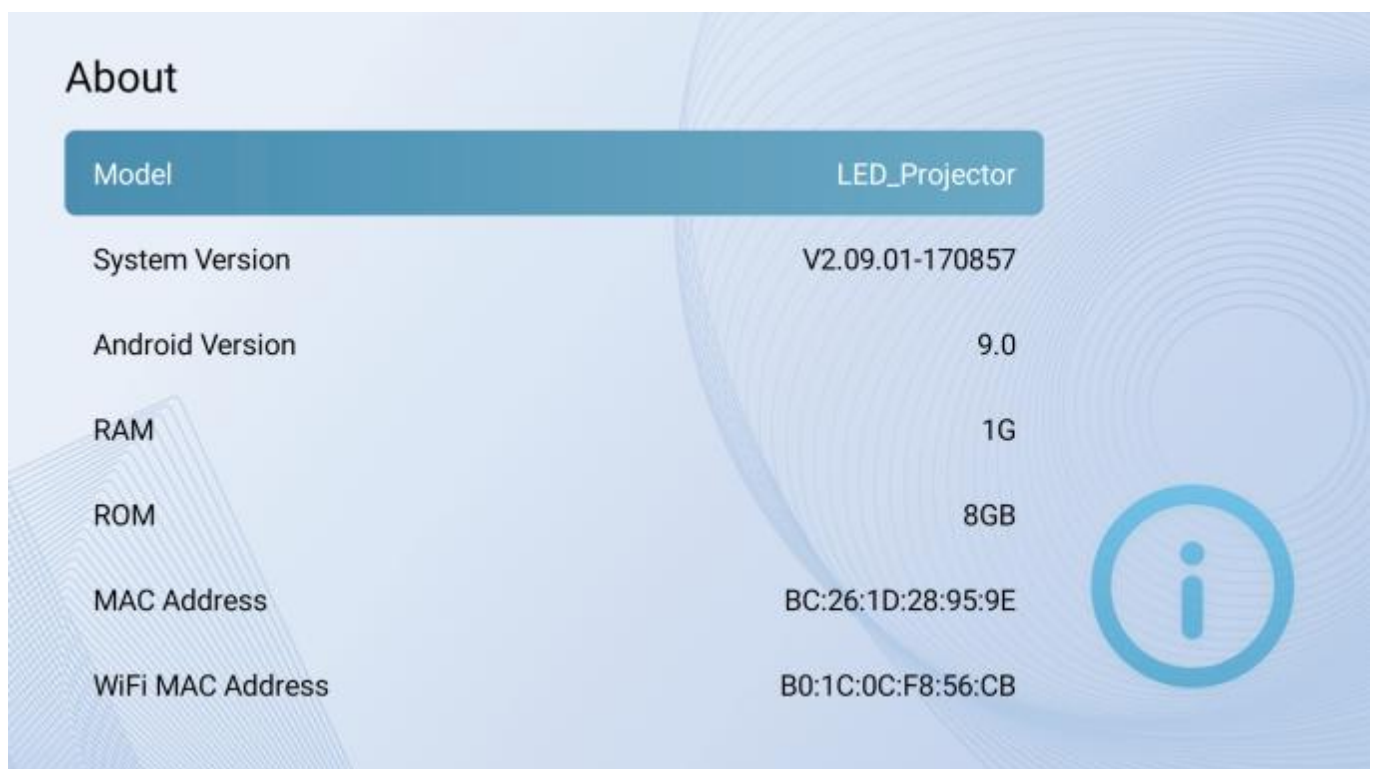 About
Model LED_Projector
System Version V2.09.01-170857
Android Version 9.0
RAM 1G
ROM 8GB
MAC Address BC:26:1D:28:95:9E
WiFi MAC Address B0:1C:0C:F8:56:CB